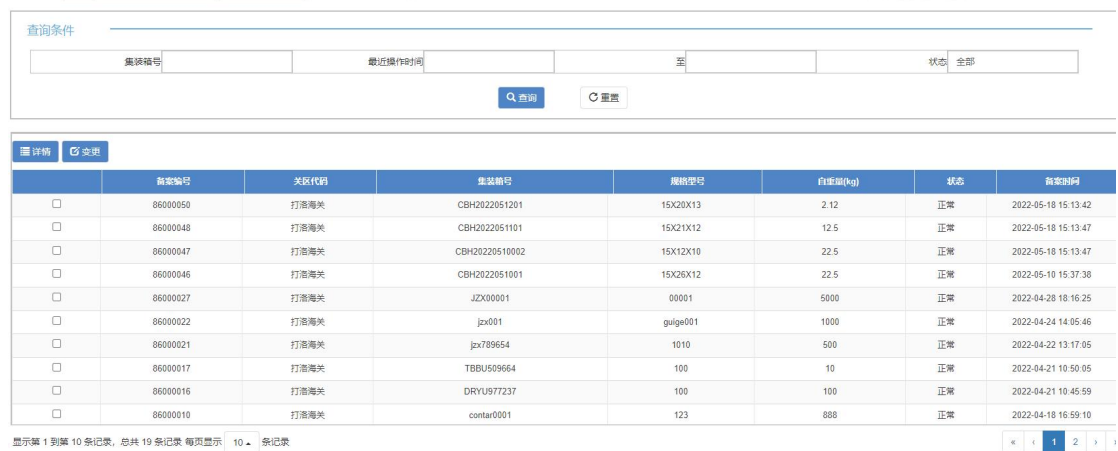 查询条件
集装箱号 最近操作时间 至 状态 全部
查询 重置
详情 变更
备案编号 关区代码 集装箱号 规格型号 自重量(kg) 状态 备案时间
86000050 打洛海关 CBH2022051201 15X20X13 2.12 正常 2022-05-18 15:13:42
86000048 打洛海关 CBH2022051101 15X21X12 12.5 正常 2022-05-18 15:13:47
86000047 打洛海关 CBH20220510002 15X12X10 22.5 正常 2022-05-18 15:13:47
86000046 打洛海关 CBH2022051001 15X26X12 22.5 正常 2022-05-10 15:37:38
86000027 打洛海关 JZX00001 00001 5000 正常 2022-04-28 18:16:25
86000022 打洛海关 jzx001 guige001 1000 正常 2022-04-24 14:05:46
86000021 打洛海关 jzx789654 1010 500 正常 2022-04-22 13:17:05
86000017 打洛海关 TBBU509664 100 10 正常 2022-04-21 10:50:05
86000016 打洛海关 DRYU977237 100 100 正常 2022-04-21 10:45:59
86000010 打洛海关 contar0001 123 888 正常 2022-04-18 16:59:10
显示第 1 到第 10 条记录，总共 19 条记录 每页显示 10 条记录 « ‹ 1 2 › »